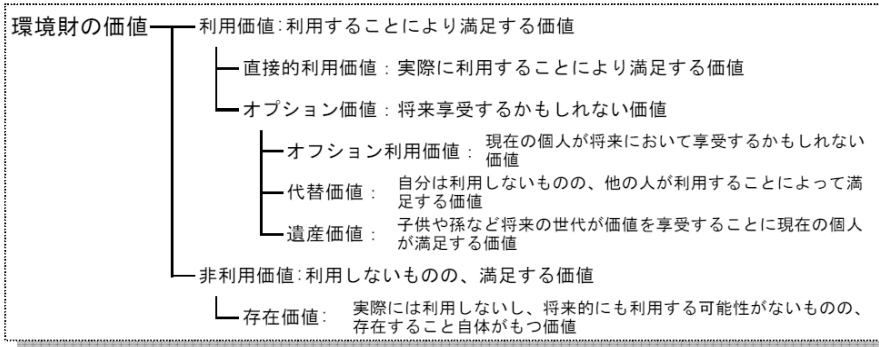 環境財の価値
利用価値:利用することにより満足する価値
直接的利用価値：実際に利用することにより満足する価値
オプション価値：将来享受するかもしれない価値
オフション利用価値：
現在の個人が将来において享受するかもしれない
価値
代替価値：
自分は利用しないものの、他の人が利用することによって満
足する価値
遺産価値：
子供や孫など将来の世代が価値を享受することに現在の個人
が満足する価値
非利用価値:利用しないものの、満足する価値
存在価値:
実際には利用しないし、将来的にも利用する可能性がないものの、
存在すること自体がもつ価値